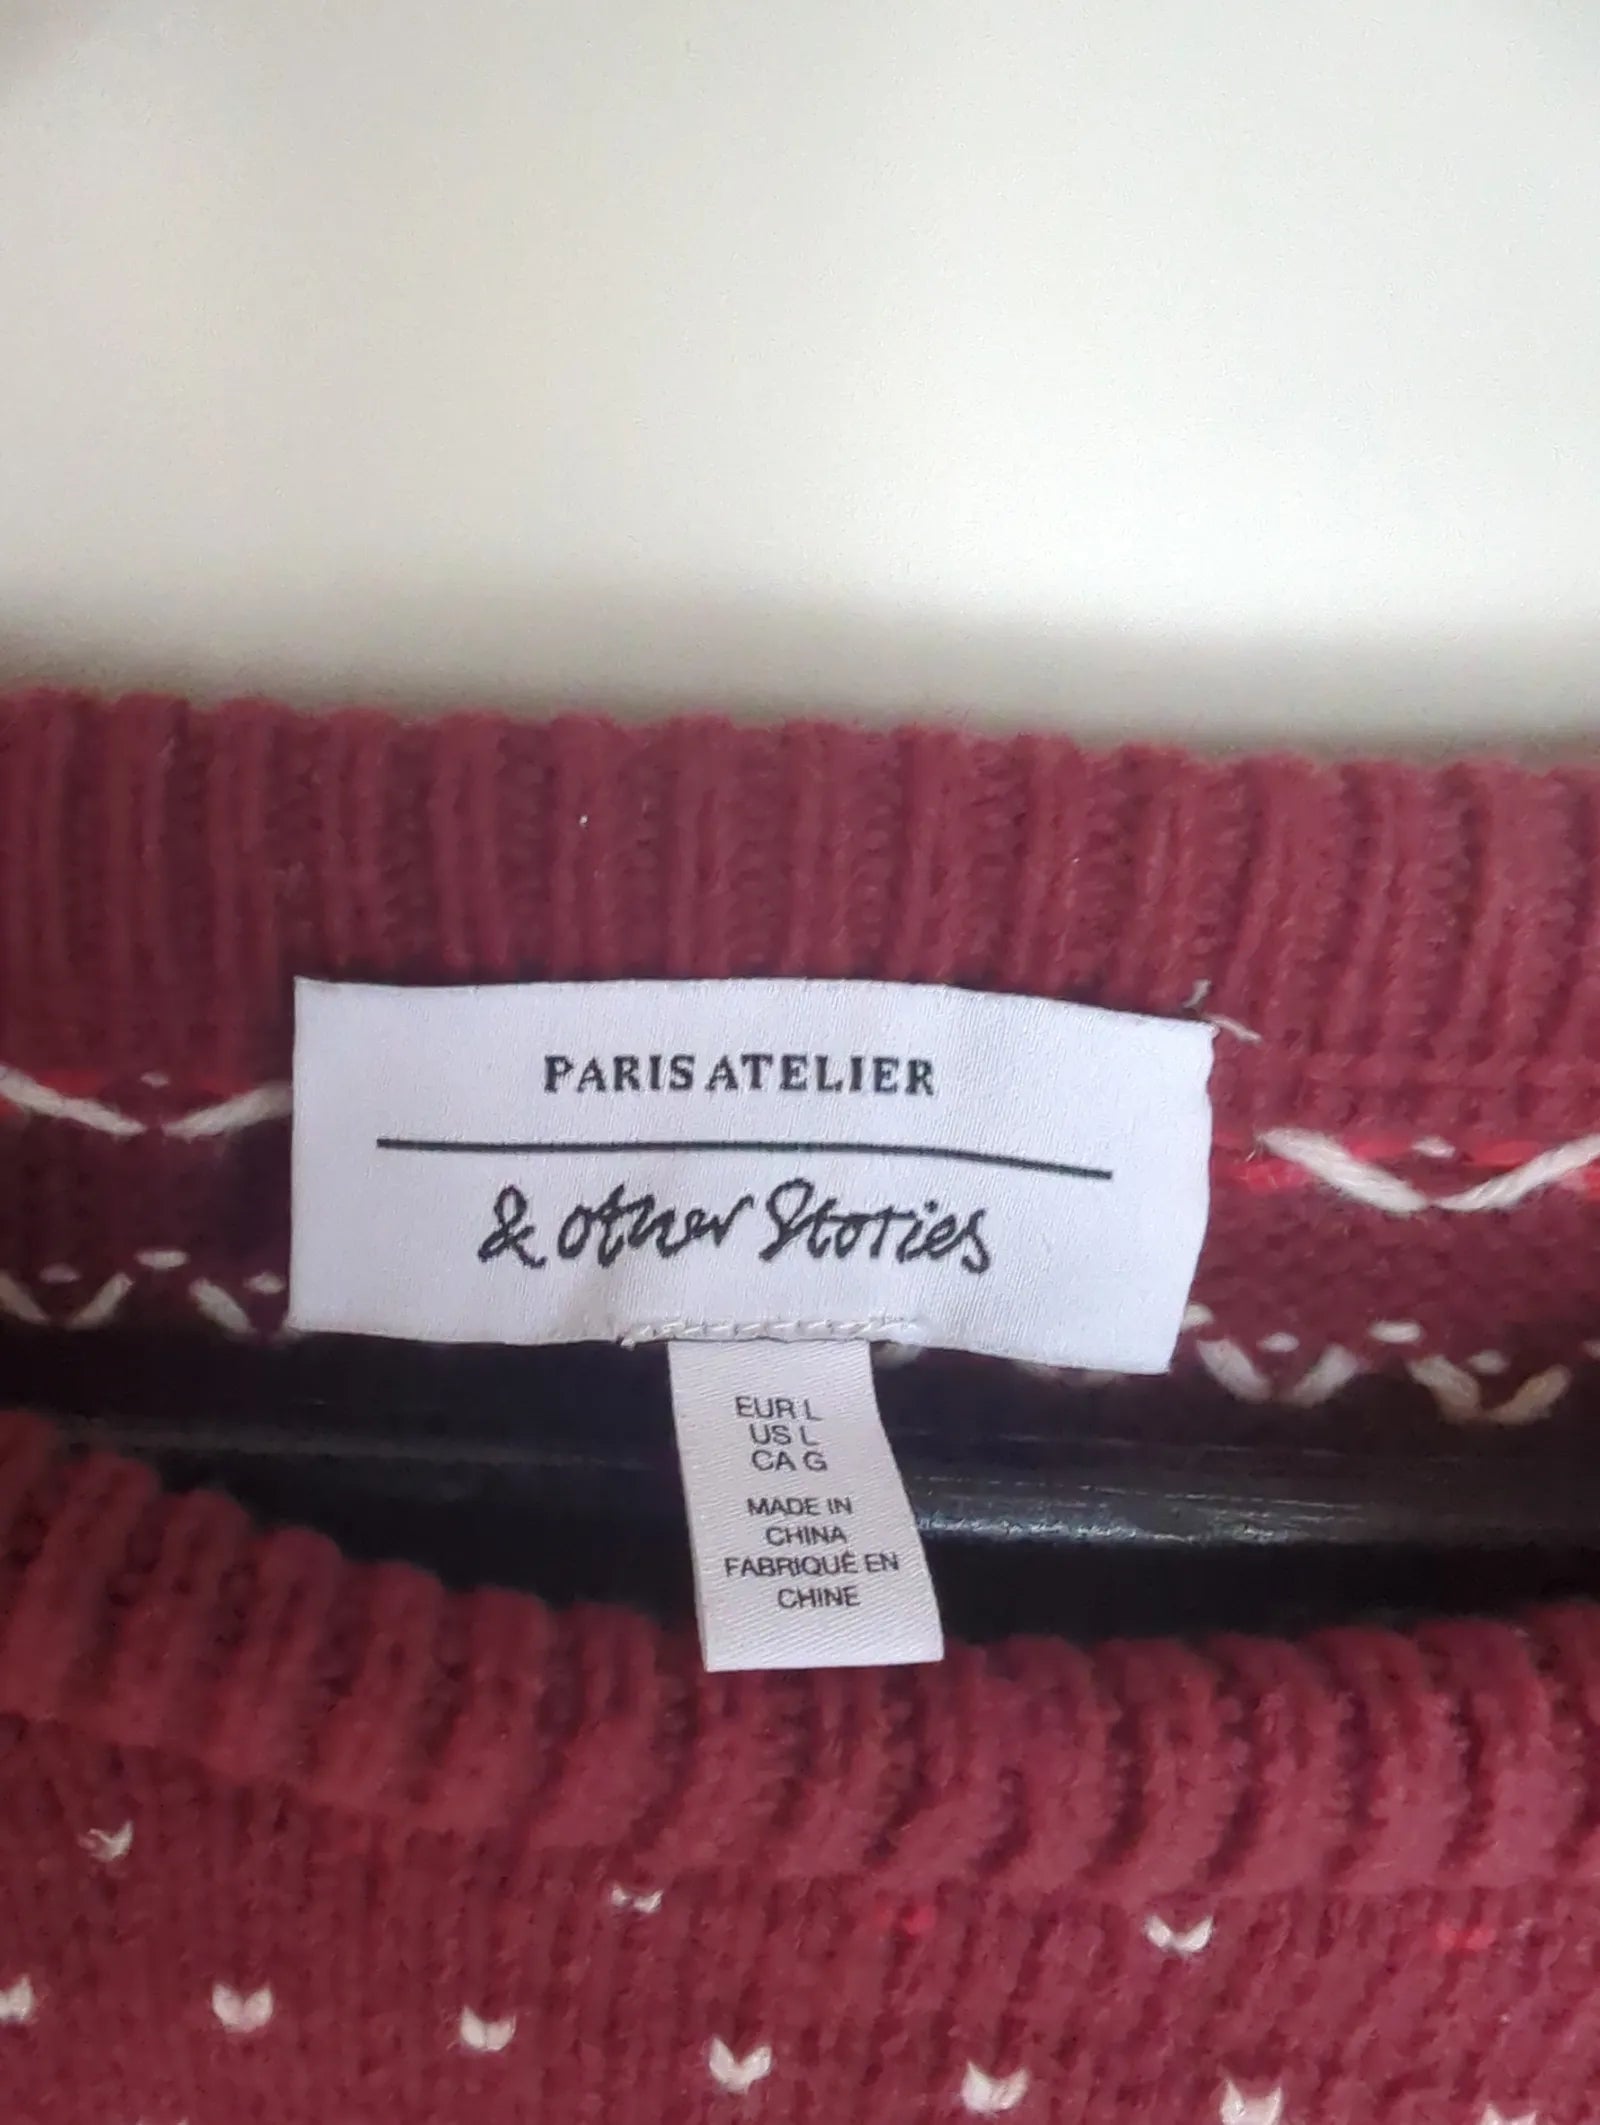 PARIS ATELIER
& other Stories
EUR L
US L
CA G
MADE IN
CHINA
FABRIQUÉ EN
CHINE